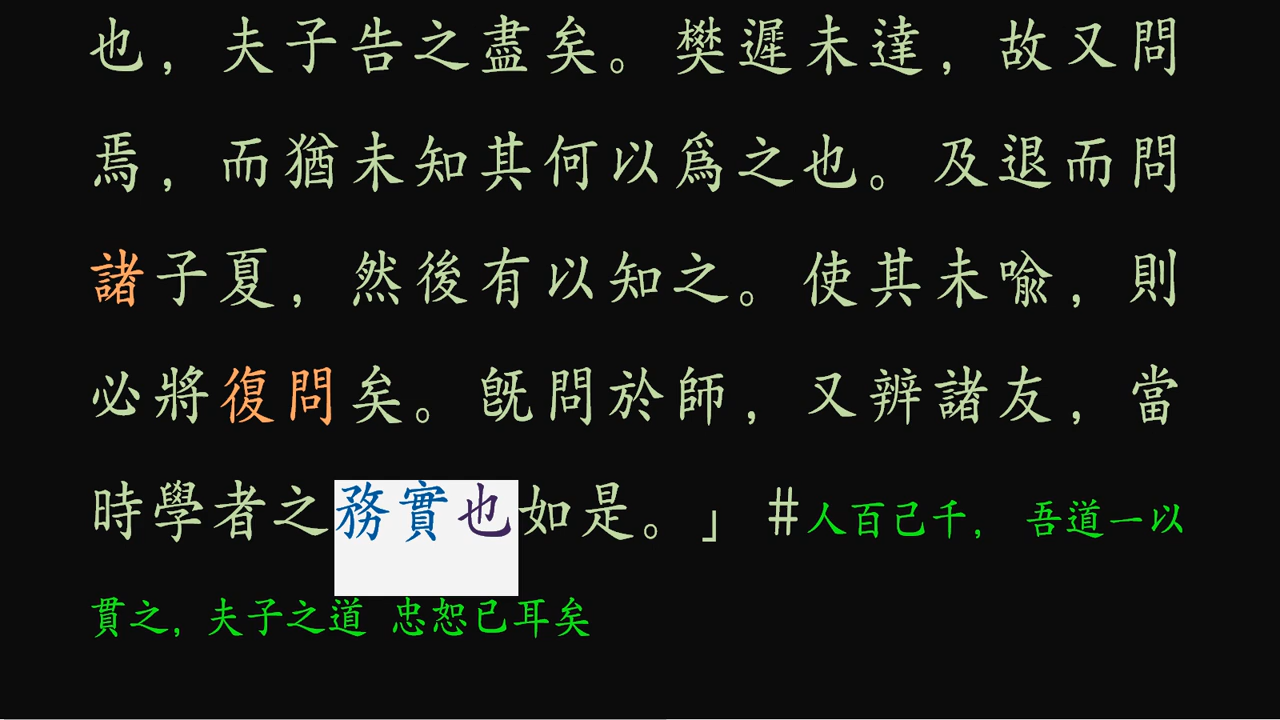 也，夫子告之盡矣。樊遲未達，故又問
焉，而猶未知其何以爲之也。及退而問
諸子夏，然後有以知之。使其未喻，則
必將復問矣。既問於師，又辨諸友，當
時學者之務實也如是。」 #人百己千， 吾道一以
貫之，夫子之道 忠恕已耳矣